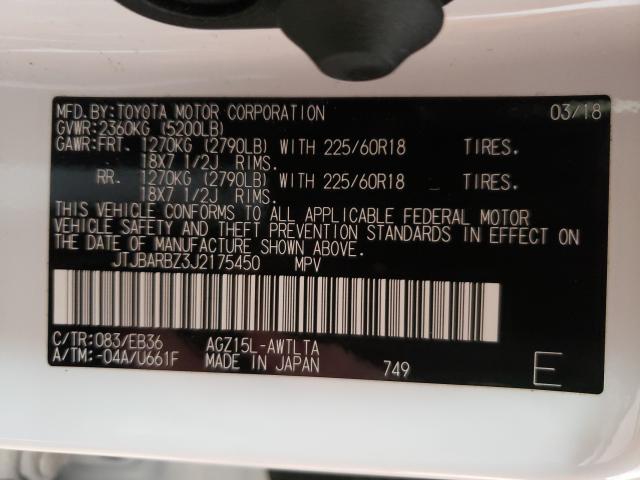 MFD.BY:TOYOTA MOTOR CORPORATION 03/18
GVWR:2360KG (5200LB)
GAWR:FRT. 1270KG (2790LB) WITH 225/60R18 TIRES.
18X7 1/2J RIMS.
RR. 1270KG (2790LB) WITH 225/60R18 TIRES.
18X7 1/2J RIMS.
THIS VEHICLE CONFORMS TO ALL APPLICABLE FEDERAL MOTOR
VEHICLE SAFETY AND THEFT PREVENTION STANDARDS IN EFFECT ON
THE DATE OF MANUFACTURE SHOWN ABOVE.
JTJBARBZ3J2175450 MPV
C/TR:083/EB36 AGZ15L-AWTLTA
A/TM:-04A/U661F MADE IN JAPAN 749 E